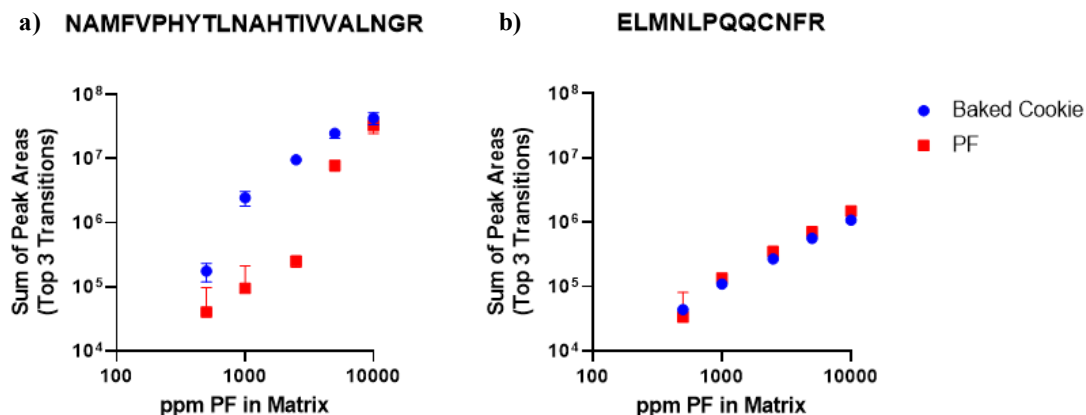 a) NAMFVPHYTLNAHTIVVALNGR
Sum of Peak Areas
(Top 3 Transitions)
10⁸
10⁷
10⁶
10⁵
10⁴
100 1000 10000
ppm PF in Matrix
b) ELMNLPQQCNFR
Sum of Peak Areas
(Top 3 Transitions)
10⁸
10⁷
10⁶
10⁵
10⁴
100 1000 10000
ppm PF in Matrix
Baked Cookie
PF